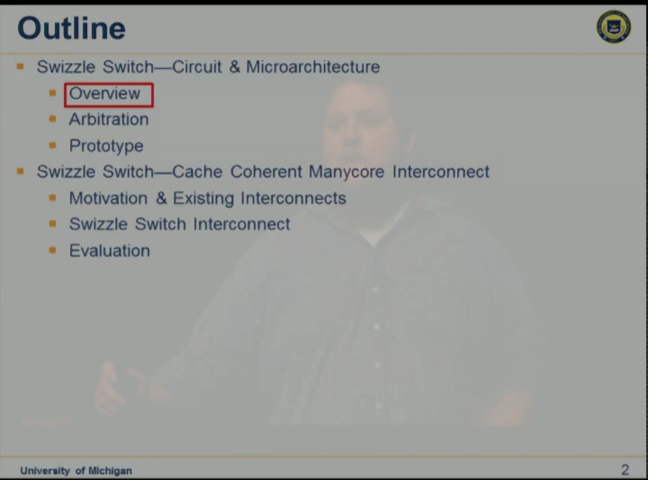 Outline
Swizzle Switch—Circuit & Microarchitecture
Overview
Arbitration
Prototype
Swizzle Switch—Cache Coherent Manycore Interconnect
Motivation & Existing Interconnects
Swizzle Switch Interconnect
Evaluation
University of Michigan
2